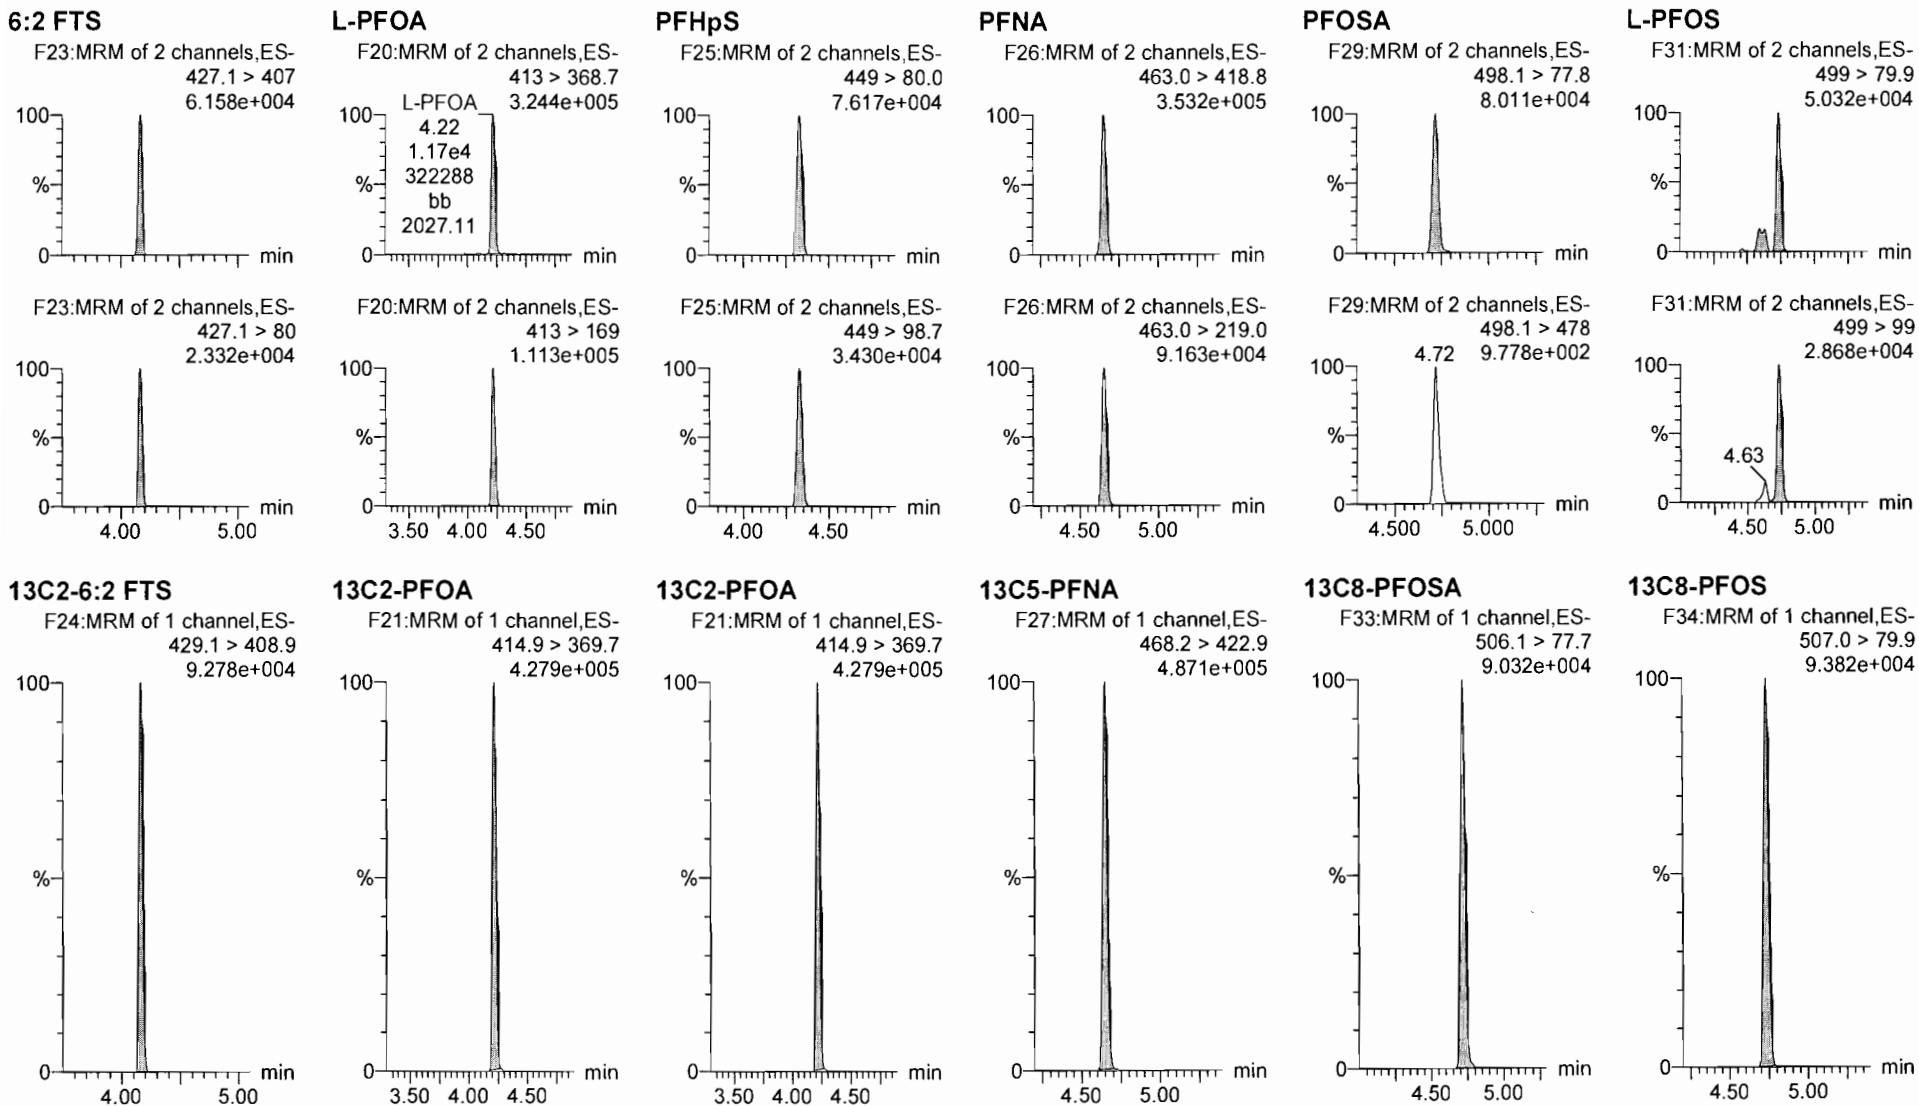 6:2 FTS
F23:MRM of 2 channels,ES-
427.1 > 407
6.158e+004
100
%
0
min
F23:MRM of 2 channels,ES-
427.1 > 80
2.332e+004
100
%
0
min
4.00 5.00
L-PFOA
F20:MRM of 2 channels,ES-
413 > 368.7
3.244e+005
L-PFOA
4.22
1.17e4
322288
bb
2027.11
100
%
0
min
F20:MRM of 2 channels,ES-
413 > 169
1.113e+005
100
%
0
min
3.50 4.00 4.50
PFHpS
F25:MRM of 2 channels,ES-
449 > 80.0
7.617e+004
100
%
0
min
F25:MRM of 2 channels,ES-
449 > 98.7
3.430e+004
100
%
0
min
4.00 4.50
PFNA
F26:MRM of 2 channels,ES-
463.0 > 418.8
3.532e+005
100
%
0
min
F26:MRM of 2 channels,ES-
463.0 > 219.0
9.163e+004
100
%
0
min
4.50 5.00
PFOSA
F29:MRM of 2 channels,ES-
498.1 > 77.8
8.011e+004
100
%
0
min
F29:MRM of 2 channels,ES-
498.1 > 478
4.72 9.778e+002
100
%
0
min
4.500 5.000
L-PFOS
F31:MRM of 2 channels,ES-
499 > 79.9
5.032e+004
100
%
0
min
F31:MRM of 2 channels,ES-
499 > 99
2.868e+004
100
%
4.63
0
min
4.50 5.00
13C2-6:2 FTS
F24:MRM of 1 channel,ES-
429.1 > 408.9
9.278e+004
100
%
0
min
4.00 5.00
13C2-PFOA
F21:MRM of 1 channel,ES-
414.9 > 369.7
4.279e+005
100
%
0
min
3.50 4.00 4.50
13C2-PFOA
F21:MRM of 1 channel,ES-
414.9 > 369.7
4.279e+005
100
%
0
min
3.50 4.00 4.50
13C5-PFNA
F27:MRM of 1 channel,ES-
468.2 > 422.9
4.871e+005
100
%
0
min
4.50 5.00
13C8-PFOSA
F33:MRM of 1 channel,ES-
506.1 > 77.7
9.032e+004
100
%
0
min
4.50 5.00
13C8-PFOS
F34:MRM of 1 channel,ES-
507.0 > 79.9
9.382e+004
100
%
0
min
4.50 5.00